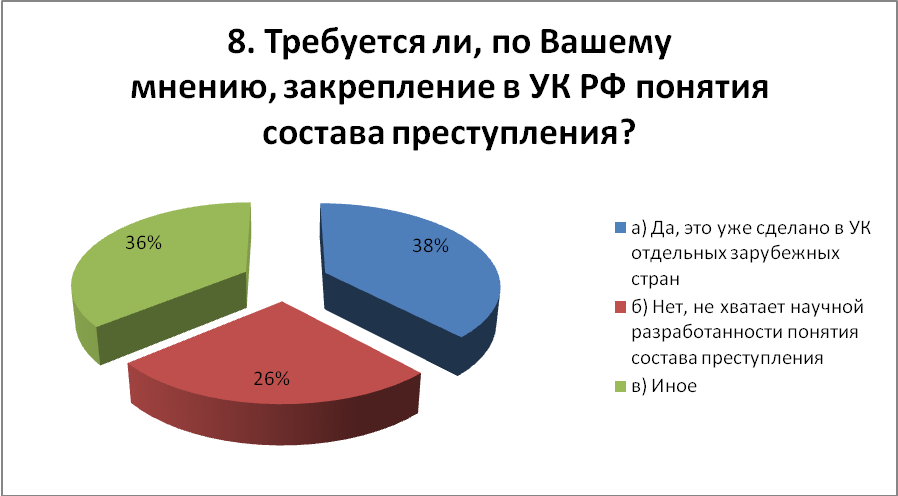 8. Требуется ли, по Вашему
мнению, закрепление в УК РФ понятия
состава преступления?
36%
38%
26%
а) Да, это уже сделано в УК
отдельных зарубежных
стран
б) Нет, не хватает научной
разработанности понятия
состава преступления
в) Иное